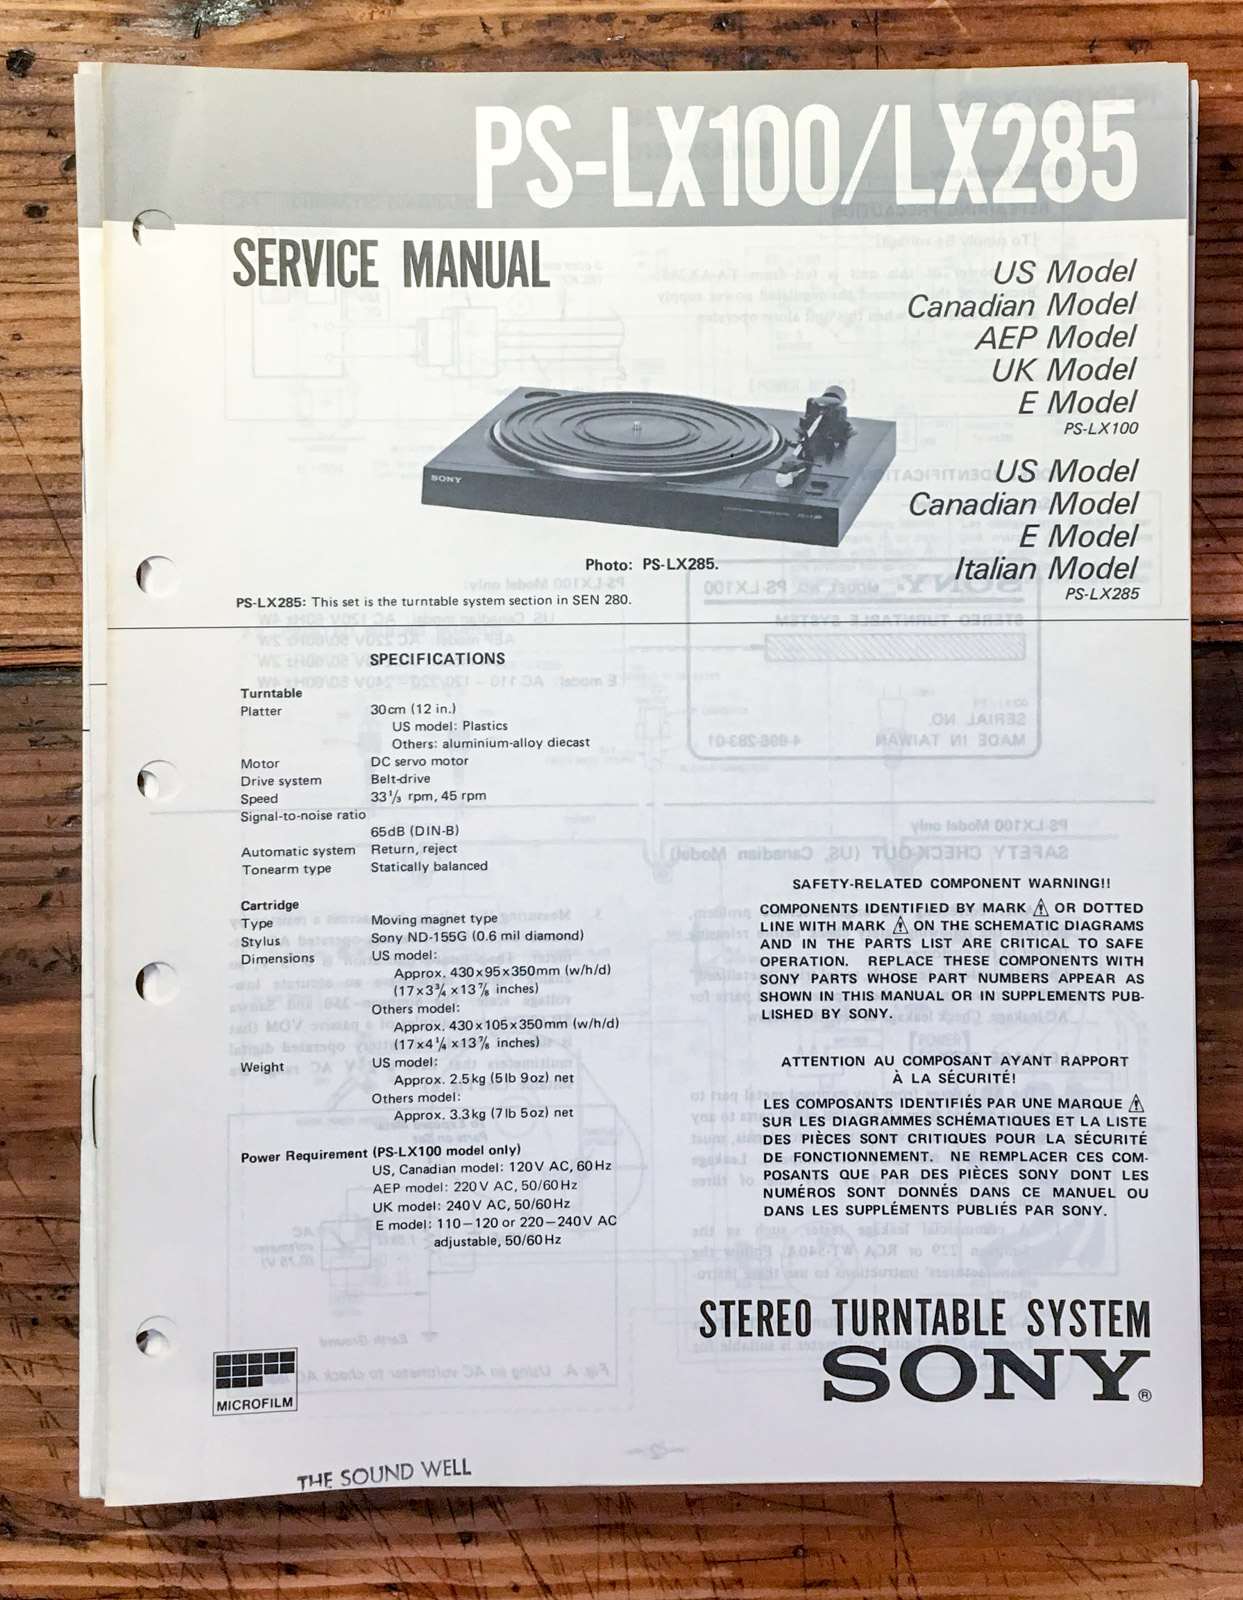 PS-LX100/LX285
SERVICE MANUAL
US Model
Canadian Model
AEP Model
UK Model
E Model
PS-LX100
US Model
Canadian Model
E Model
Italian Model
PS-LX285
SONY
Photo: PS-LX285.
PS-LX285: This set is the turntable system section in SEN 280.
SPECIFICATIONS
Turntable
Platter 30cm (12 in.)
US model: Plastics
Others: aluminium-alloy diecast
Motor DC servo motor
Drive system Belt-drive
Speed 33 1/3 rpm, 45 rpm
Signal-to-noise ratio
65dB (DIN-B)
Automatic system Return, reject
Tonearm type Statically balanced
Cartridge
Type Moving magnet type
Stylus Sony ND-155G (0.6 mil diamond)
Dimensions US model:
Approx. 430x95x350mm (w/h/d)
(17x3 3/4 x13 7/8 inches)
Others model:
Approx. 430x105x350mm (w/h/d)
(17x4 1/4 x13 7/8 inches)
Weight US model:
Approx. 2.5kg (5lb 9oz) net
Others model:
Approx. 3.3kg (7lb 5oz) net
Power Requirement (PS-LX100 model only)
US, Canadian model: 120V AC, 60Hz
AEP model: 220V AC, 50/60Hz
UK model: 240V AC, 50/60Hz
E model: 110–120 or 220–240V AC
adjustable, 50/60Hz
SAFETY-RELATED COMPONENT WARNING!!
COMPONENTS IDENTIFIED BY MARK ⚠ OR DOTTED
LINE WITH MARK ⚠ ON THE SCHEMATIC DIAGRAMS
AND IN THE PARTS LIST ARE CRITICAL TO SAFE
OPERATION. REPLACE THESE COMPONENTS WITH
SONY PARTS WHOSE PART NUMBERS APPEAR AS
SHOWN IN THIS MANUAL OR IN SUPPLEMENTS PUB-
LISHED BY SONY.
ATTENTION AU COMPOSANT AYANT RAPPORT
À LA SÉCURITÉ!
LES COMPOSANTS IDENTIFIÉS PAR UNE MARQUE ⚠
SUR LES DIAGRAMMES SCHÉMATIQUES ET LA LISTE
DES PIÈCES SONT CRITIQUES POUR LA SÉCURITÉ
DE FONCTIONNEMENT. NE REMPLACER CES COM-
POSANTS QUE PAR DES PIÈCES SONY DONT LES
NUMÉROS SONT DONNÉS DANS CE MANUEL OU
DANS LES SUPPLÉMENTS PUBLIÉS PAR SONY.
STEREO TURNTABLE SYSTEM
SONY®
MICROFILM
THE SOUND WELL